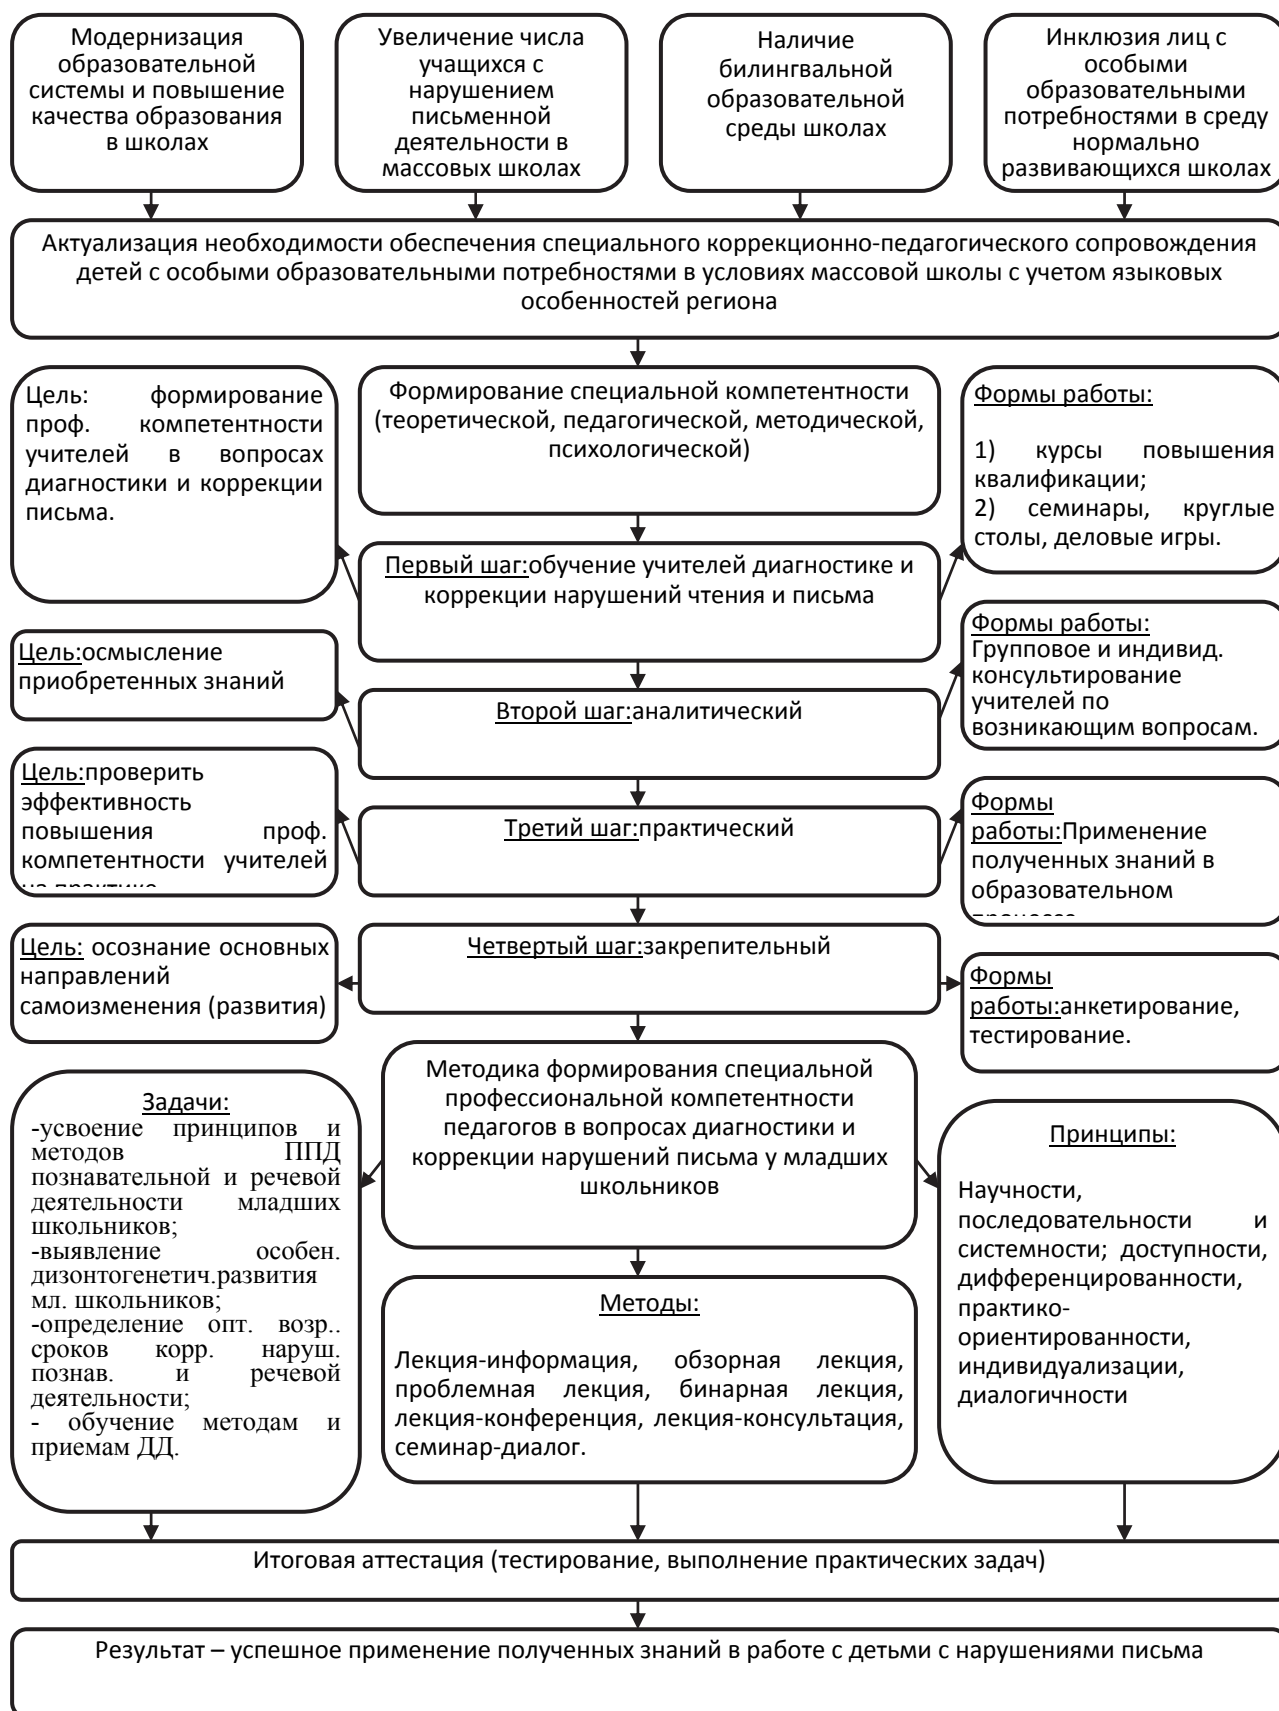 Модернизация
образовательной
системы и повышение
качества образования
в школах
Увеличение числа
учащихся с
нарушением
письменной
деятельности в
массовых школах
Наличие
билингвальной
образовательной
среды школах
Инклюзия лиц с
особыми
образовательными
потребностями в среду
нормально
развивающихся школах
Актуализация необходимости обеспечения специального коррекционно-педагогического сопровождения
детей с особыми образовательными потребностями в условиях массовой школы с учетом языковых
особенностей региона
Цель: формирование
проф. компетентности
учителей в вопросах
диагностики и коррекции
письма.
Формирование специальной компетентности
(теоретической, педагогической, методической,
психологической)
Формы работы:
1) курсы повышения
квалификации;
2) семинары, круглые
столы, деловые игры.
Первый шаг:обучение учителей диагностике и
коррекции нарушений чтения и письма
Цель:осмысление
приобретенных знаний
Второй шаг:аналитический
Формы работы:
Групповое и индивид.
консультирование
учителей по
возникающим вопросам.
Цель:проверить
эффективность
повышения проф.
компетентности учителей
на практике
Третий шаг:практический
Формы
работы:Применение
полученных знаний в
образовательном
Цель: осознание основных
направлений
самоизменения (развития)
Четвертый шаг:закрепительный
Формы
работы:анкетирование,
тестирование.
Методика формирования специальной
профессиональной компетентности
педагогов в вопросах диагностики и
коррекции нарушений письма у младших
школьников
Задачи:
-усвоение принципов и
методов ППД
познавательной и речевой
деятельности младших
школьников;
-выявление особен.
дизонтогенетич.развития
мл. школьников;
-определение опт. возр..
сроков корр. наруш.
познав. и речевой
деятельности;
- обучение методам и
приемам ДД.
Методы:
Лекция-информация, обзорная лекция,
проблемная лекция, бинарная лекция,
лекция-конференция, лекция-консультация,
семинар-диалог.
Принципы:
Научности,
последовательности и
системности; доступности,
дифференцированности,
практико-
ориентированности,
индивидуализации,
диалогичности
Итоговая аттестация (тестирование, выполнение практических задач)
Результат – успешное применение полученных знаний в работе с детьми с нарушениями письма